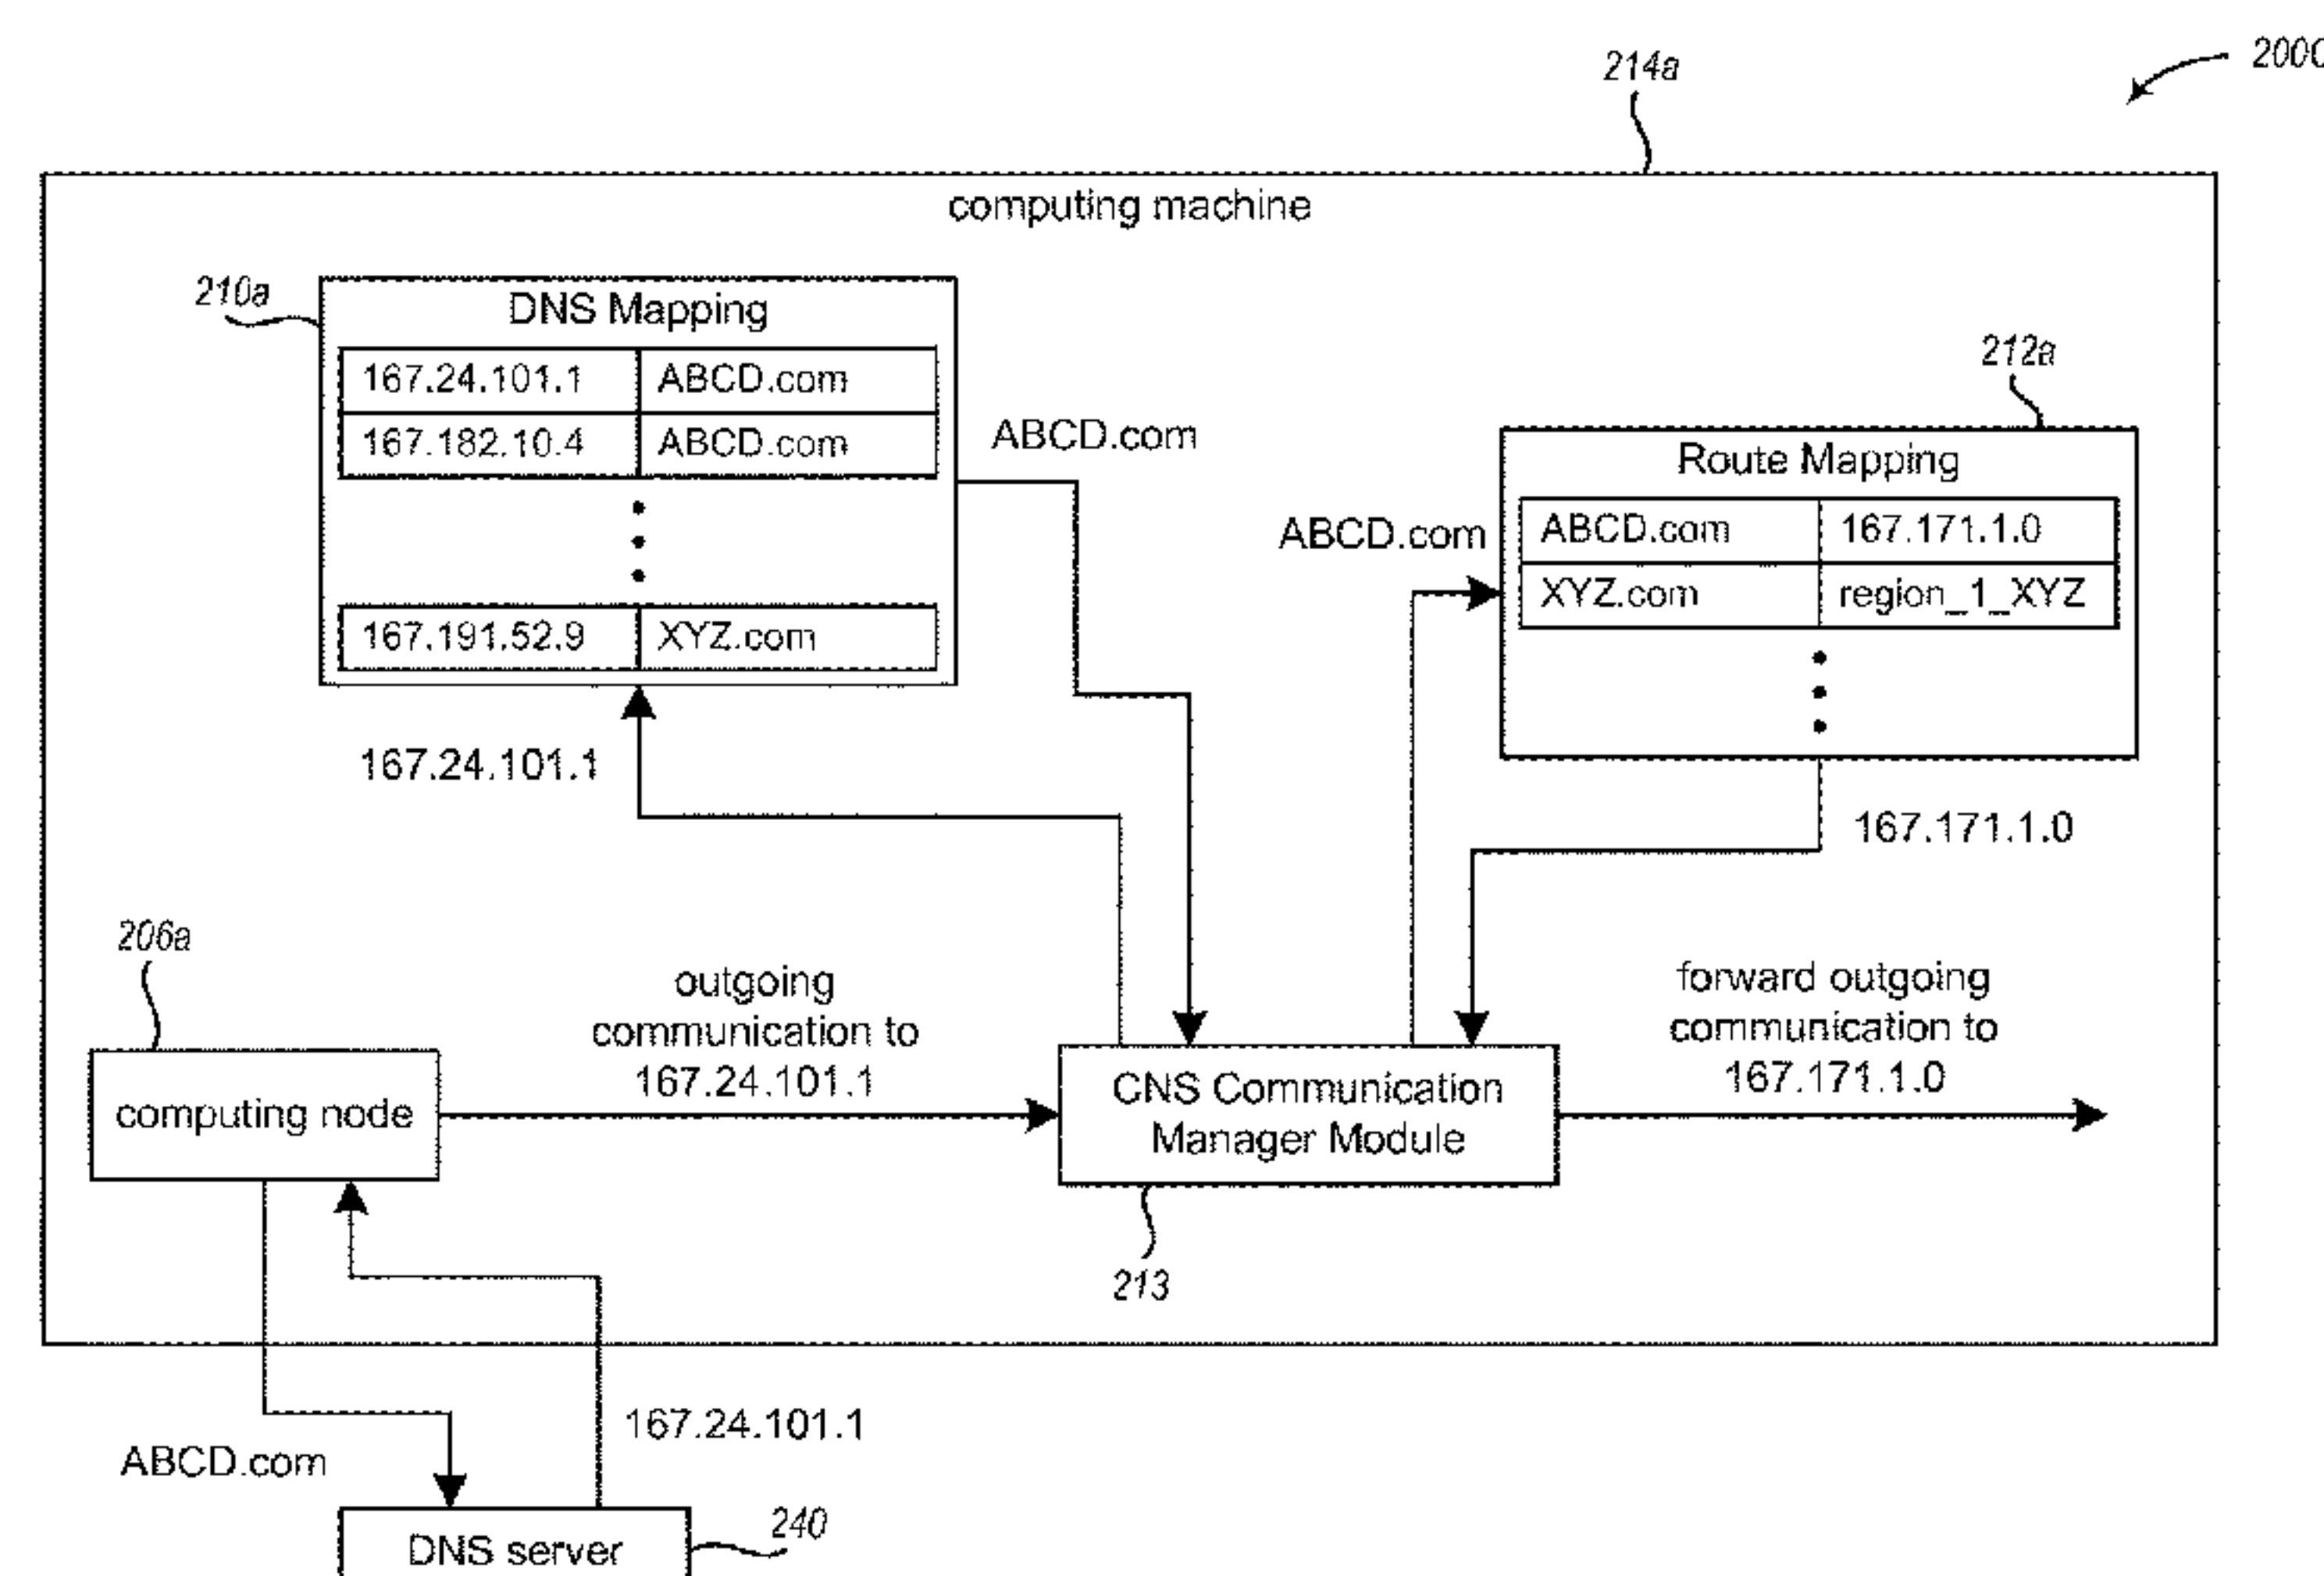 214a
200C
computing machine
210a
DNS Mapping
167.24.101.1 ABCD.com
167.182.10.4 ABCD.com
167.191.52.9 XYZ.com
ABCD.com
212a
Route Mapping
ABCD.com 167.171.1.0
XYZ.com region_1_XYZ
ABCD.com
167.24.101.1
167.171.1.0
206a
computing node
outgoing
communication to
167.24.101.1
CNS Communication
Manager Module
213
forward outgoing
communication to
167.171.1.0
ABCD.com
167.24.101.1
DNS server
240